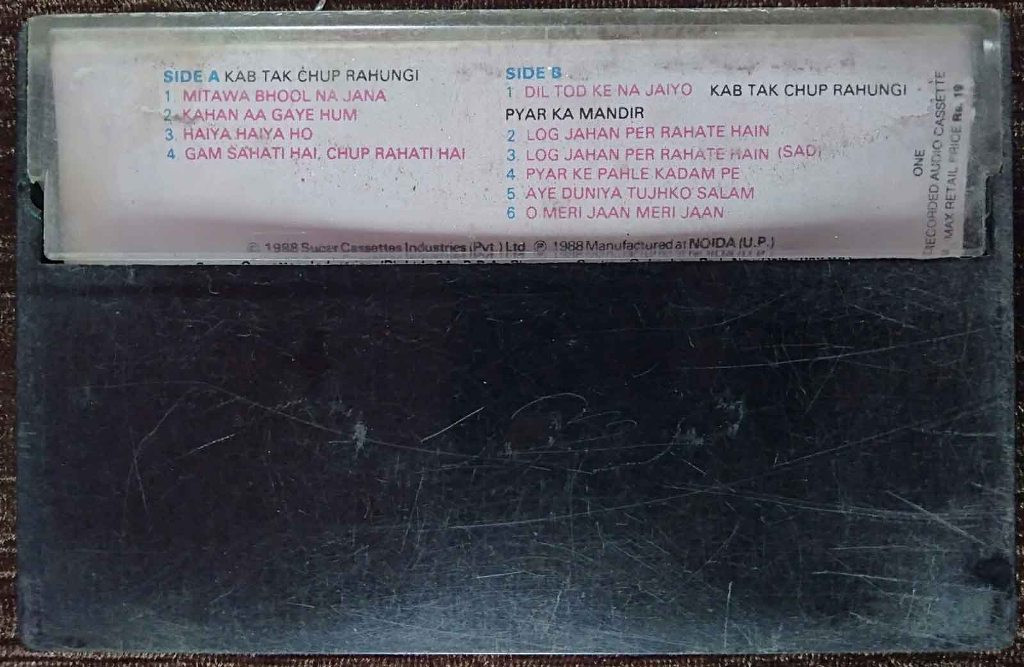 SIDE A KAB TAK CHUP RAHUNGI
1. MITAWA BHOOL NA JANA
2. KAHAN AA GAYE HUM
3. HAIYA HAIYA HO
4. GAM SAHATI HAI, CHUP RAHATI HAI
SIDE B
1 DIL TOD KE NA JAIYO KAB TAK CHUP RAHUNGI
PYAR KA MANDIR
2 LOG JAHAN PER RAHATE HAIN
3. LOG JAHAN PER RAHATE HAIN (SAD)
4 PYAR KE PAHLE KADAM PE
5 AYE DUNIYA TUJHKO SALAM
6 O MERI JAAN MERI JAAN
© 1988 Super Cassettes Industries (Pvt.) Ltd ℗ 1988 Manufactured at NOIDA (U.P.)
ONE
RECORDED AUDIO CASSETTE
MAX RETAIL PRICE Rs. 19